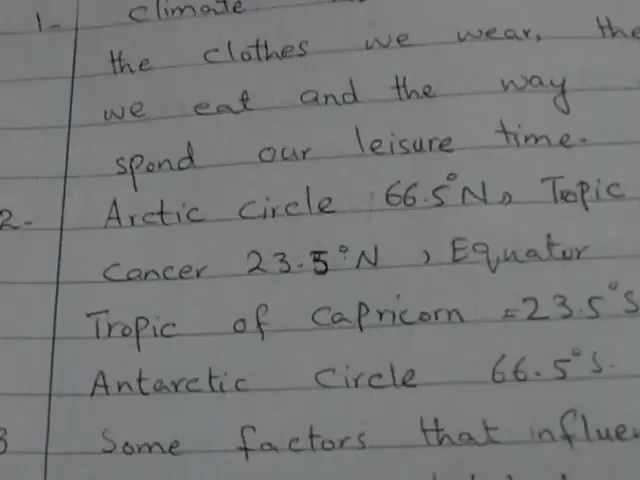 1- climate
the clothes we wear, the
we eat and the way
spend our leisure time.
2- Arctic circle 66.5°N, Tropic
cancer 23.5°N, Equator
Tropic of capricorn =23.5°S
Antarctic circle 66.5°S.
3 Some factors that influen